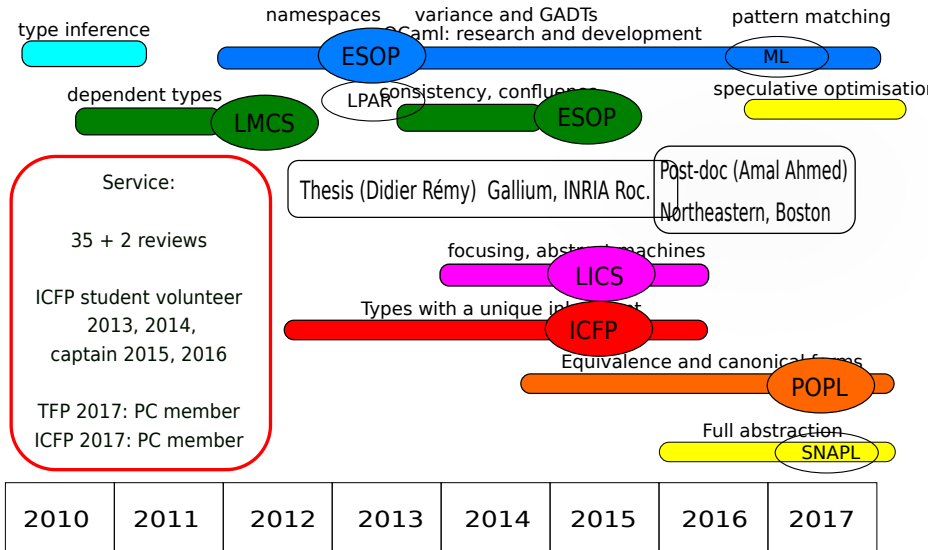 namespaces
variance and GADTs
pattern matching
type inference
OCaml: research and development
ESOP
ML
dependent types
LPAR
consistency, confluence
speculative optimisation
LMCS
ESOP
Service:
35 + 2 reviews
ICFP student volunteer
2013, 2014,
captain 2015, 2016
TFP 2017: PC member
ICFP 2017: PC member
Thesis (Didier Rémy) Gallium, INRIA Roc.
Post-doc (Amal Ahmed)
Northeastern, Boston
focusing, abstract machines
LICS
Types with a unique inhabitant
ICFP
Equivalence and canonical forms
POPL
Full abstraction
SNAPL
2010 2011 2012 2013 2014 2015 2016 2017